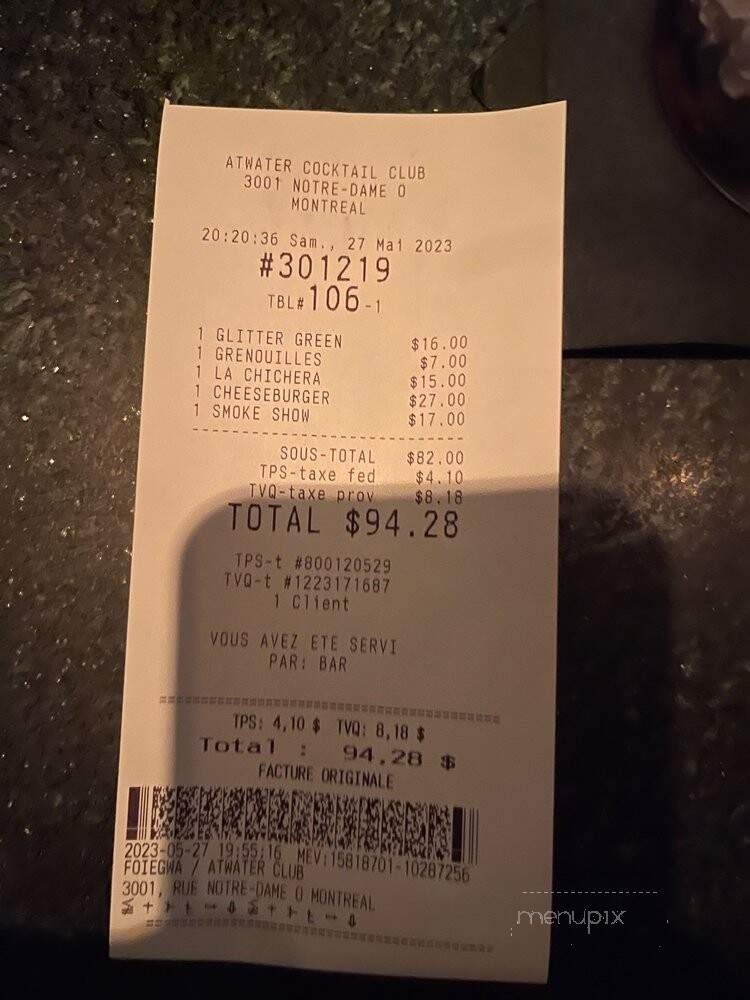 ATWATER COCKTAIL CLUB
3001 NOTRE-DAME O
MONTREAL
20:20:36 Sam., 27 Mai 2023
#301219
TBL# 106-1
1 GLITTER GREEN $16.00
1 GRENOUILLES $7.00
1 LA CHICHERA $15.00
1 CHEESEBURGER $27.00
1 SMOKE SHOW $17.00
SOUS-TOTAL $82.00
TPS-taxe fed $4.10
TVQ-taxe prov $8.18
TOTAL $94.28
TPS-t #800120529
TVQ-t #1223171687
1 Client
VOUS AVEZ ETE SERVI
PAR: BAR
TPS: 4,10 $ TVQ: 8,18 $
Total : 94.28 $
FACTURE ORIGINALE
2023-05-27 19:55:16 MEV:15818701-10287256
FOIEGWA / ATWATER CLUB
3001, RUE NOTRE-DAME O MONTREAL
menupix